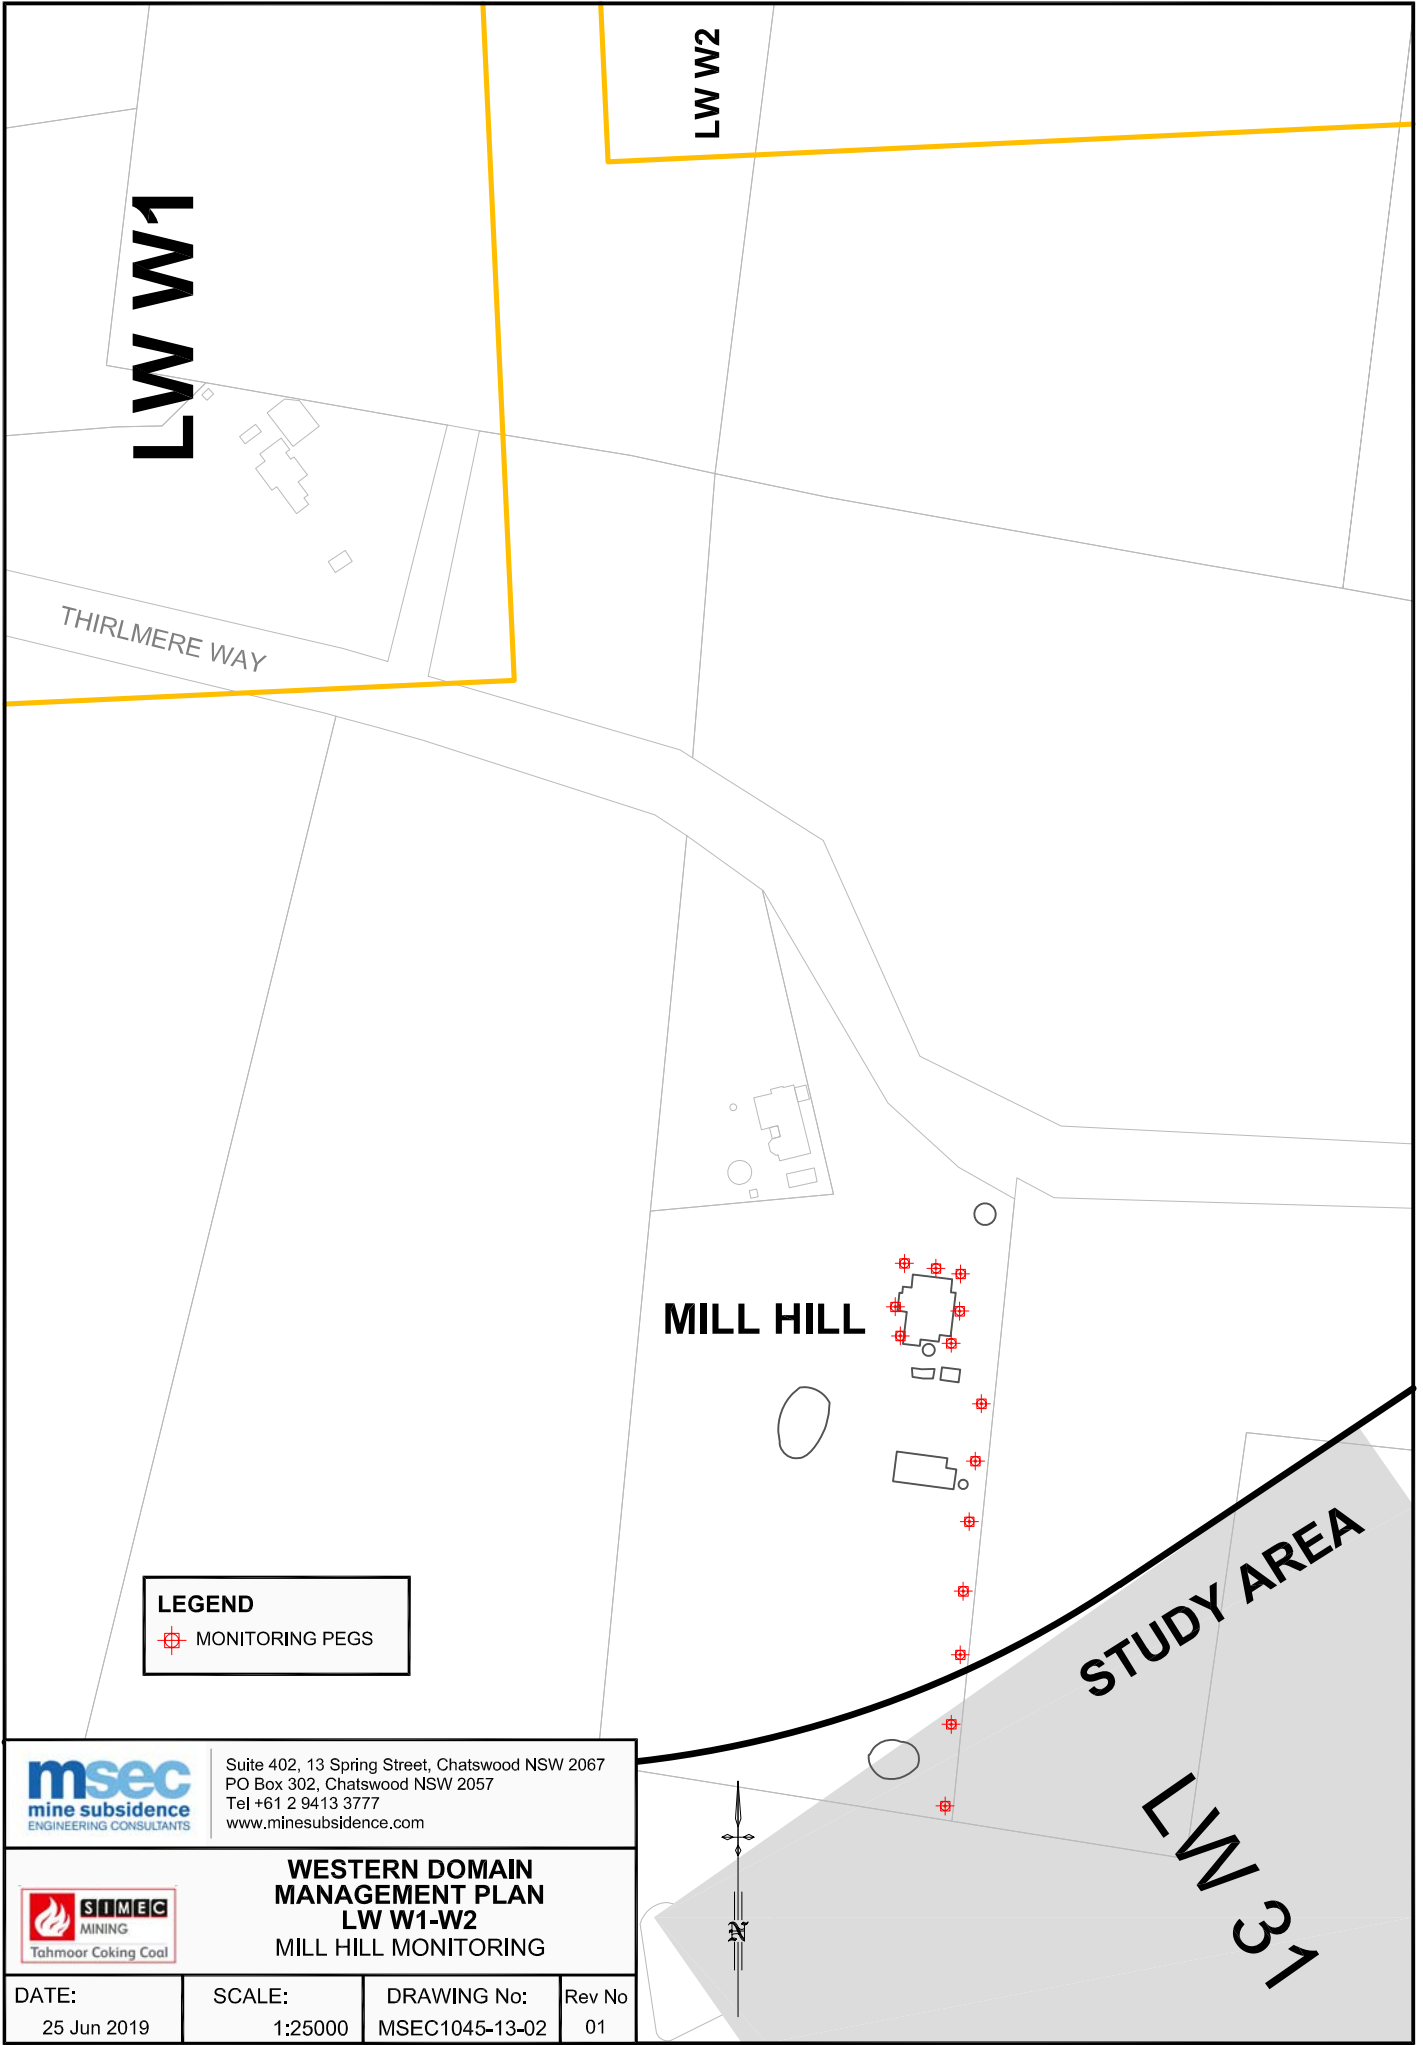 LW W2
LW W1
THIRLMERE WAY
MILL HILL
STUDY AREA
LW 31
LEGEND
MONITORING PEGS
msec
mine subsidence
ENGINEERING CONSULTANTS
Suite 402, 13 Spring Street, Chatswood NSW 2067
PO Box 302, Chatswood NSW 2057
Tel +61 2 9413 3777
www.minesubsidence.com
SIMEC
MINING
Tahmoor Coking Coal
WESTERN DOMAIN
MANAGEMENT PLAN
LW W1-W2
MILL HILL MONITORING
N
DATE:
25 Jun 2019
SCALE:
1:25000
DRAWING No:
MSEC1045-13-02
Rev No
01